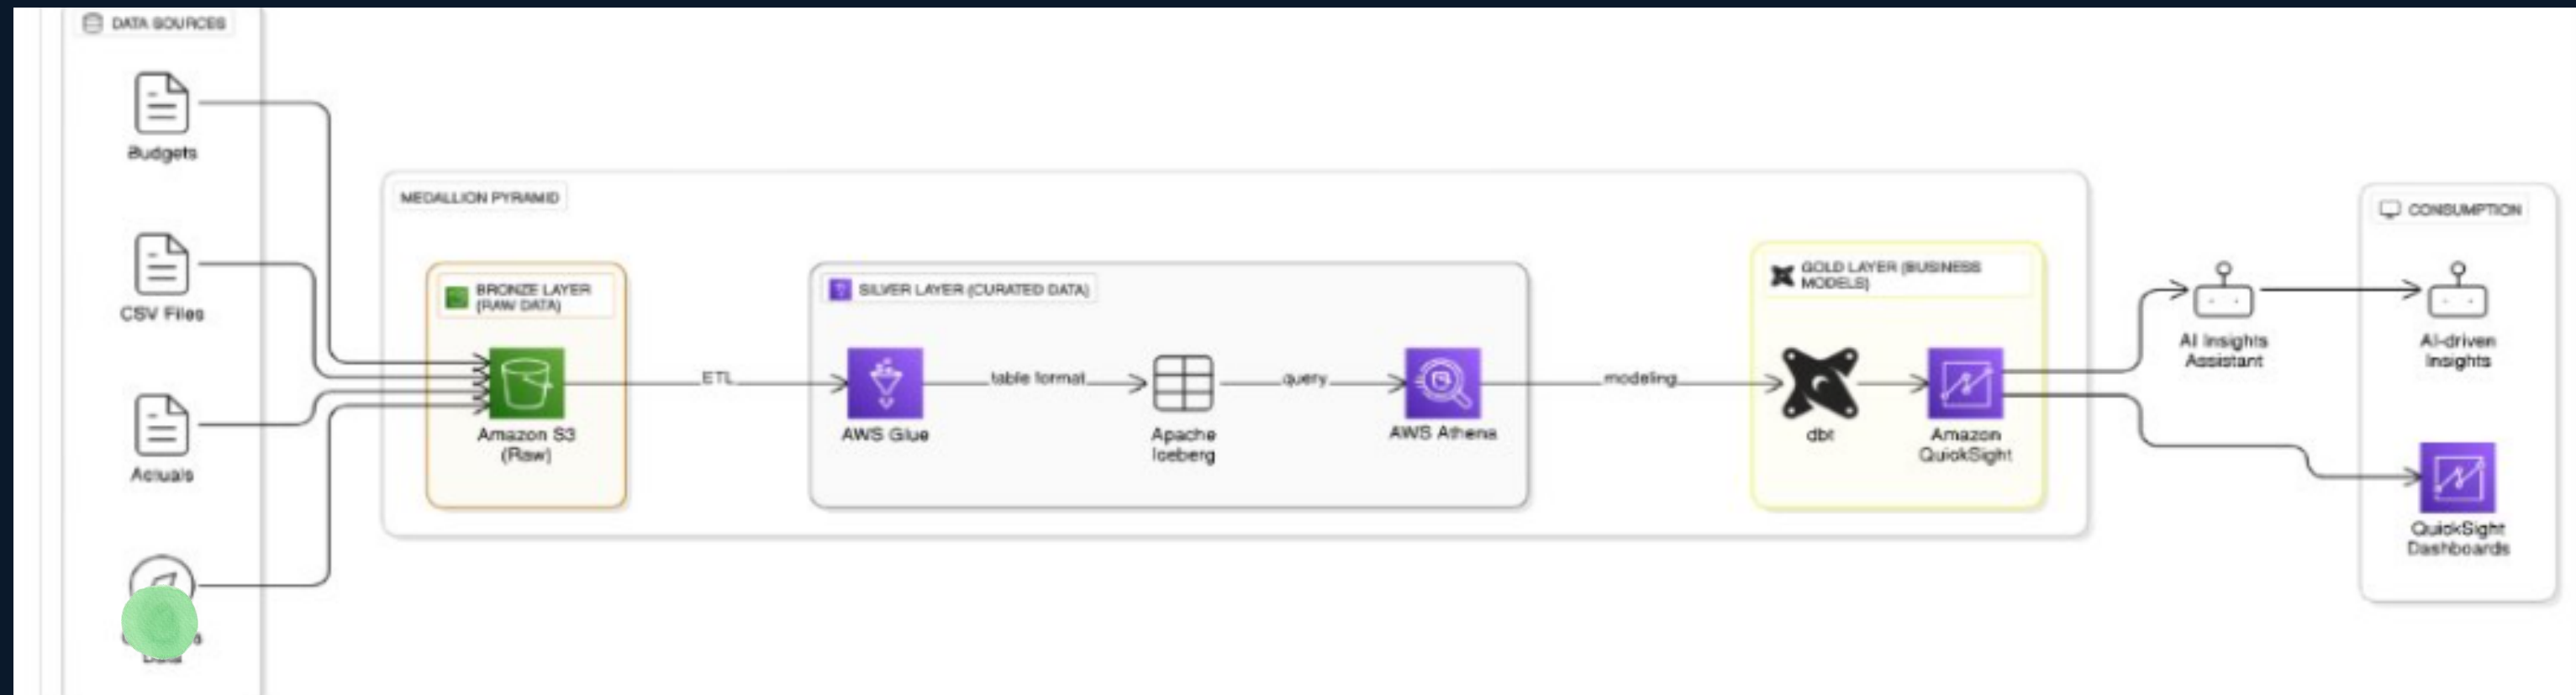 DATA SOURCES
Budgets
CSV Files
Actuals
Data
MEDALLION PYRAMID
BRONZE LAYER
(RAW DATA)
Amazon S3
(Raw)
ETL
SILVER LAYER (CURATED DATA)
AWS Glue
table format
Apache
Iceberg
query
AWS Athena
modeling
GOLD LAYER (BUSINESS
MODELS)
dbt
Amazon
QuickSight
AI Insights
Assistant
CONSUMPTION
AI-driven
Insights
QuickSight
Dashboards